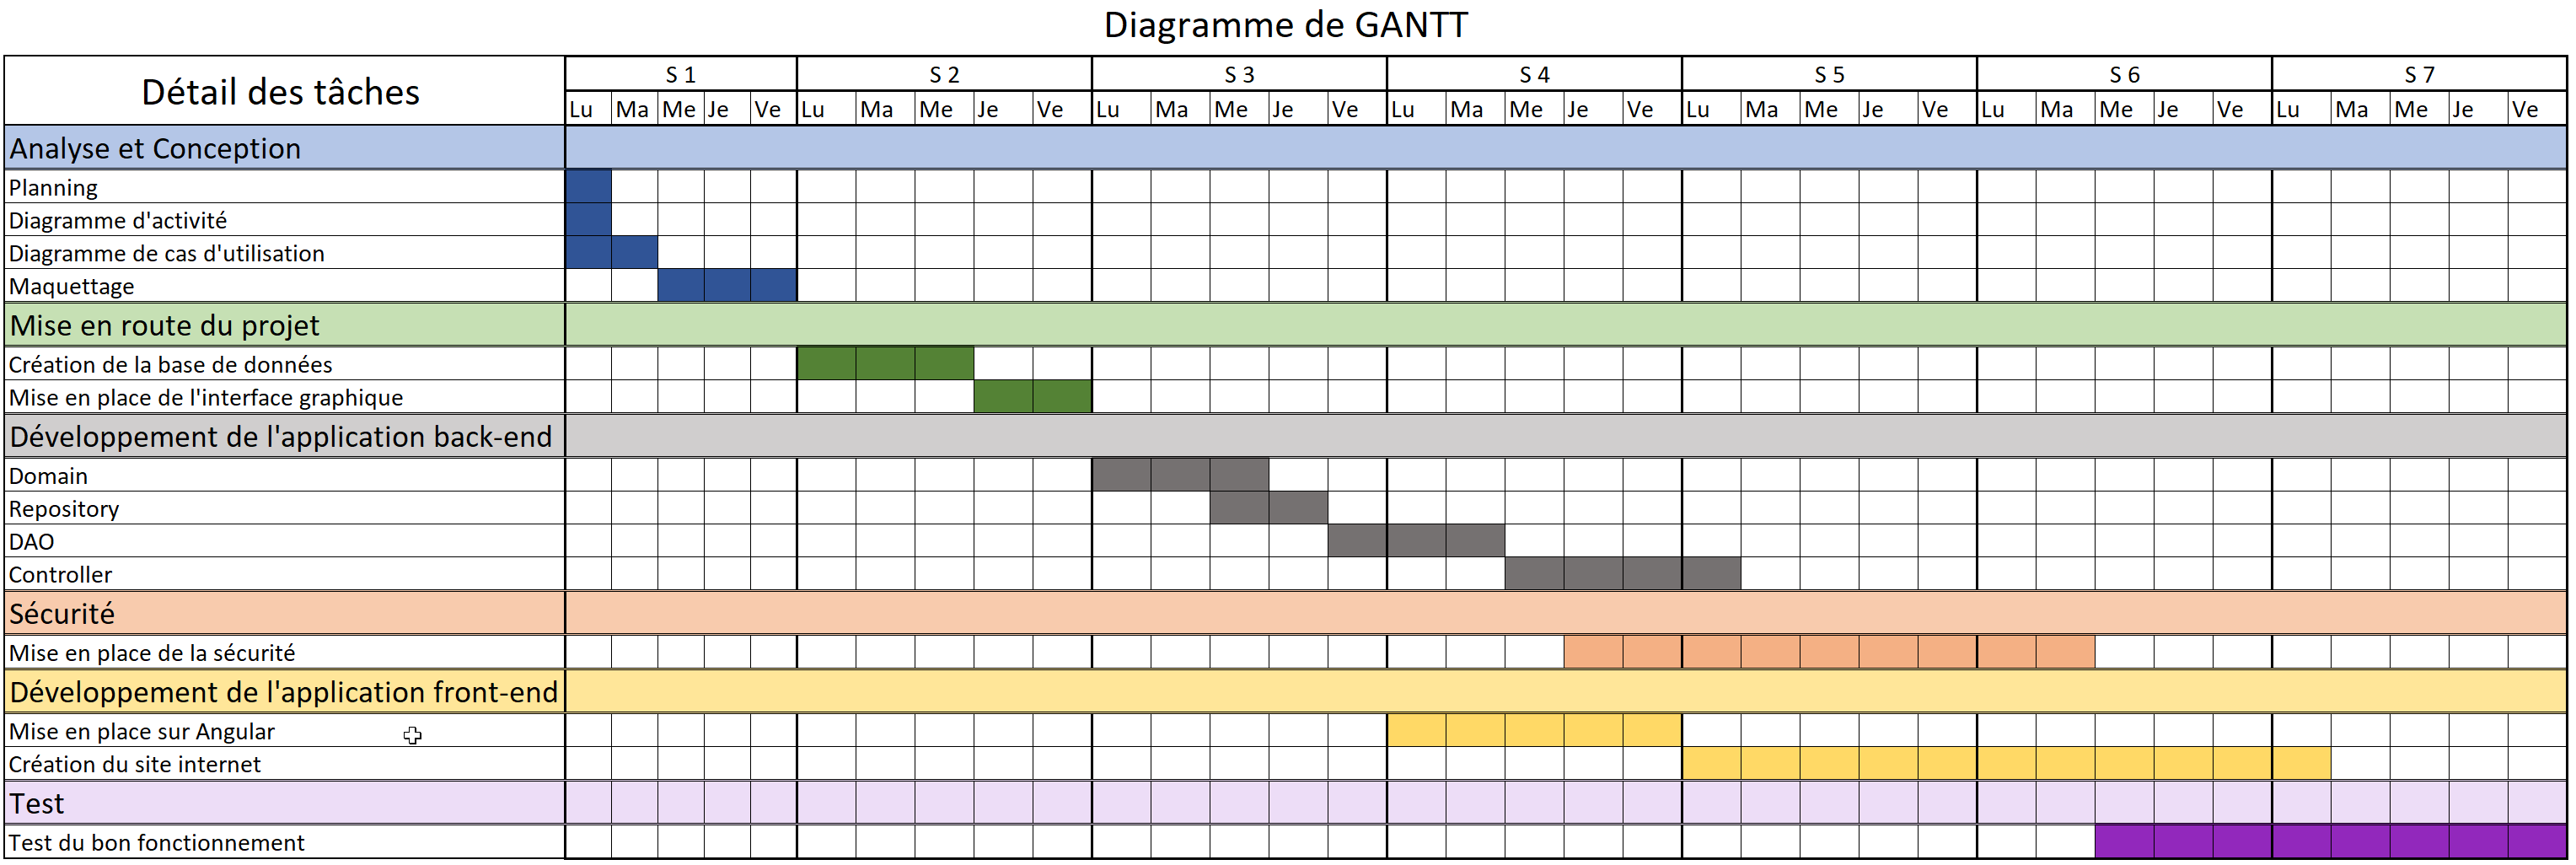 Diagramme de GANTT
Détail des tâches
S 1 S 2 S 3 S 4 S 5 S 6 S 7
Lu Ma Me Je Ve Lu Ma Me Je Ve Lu Ma Me Je Ve Lu Ma Me Je Ve Lu Ma Me Je Ve Lu Ma Me Je Ve Lu Ma Me Je Ve
Analyse et Conception
Planning
Diagramme d'activité
Diagramme de cas d'utilisation
Maquettage
Mise en route du projet
Création de la base de données
Mise en place de l'interface graphique
Développement de l'application back-end
Domain
Repository
DAO
Controller
Sécurité
Mise en place de la sécurité
Développement de l'application front-end
Mise en place sur Angular
Création du site internet
Test
Test du bon fonctionnement